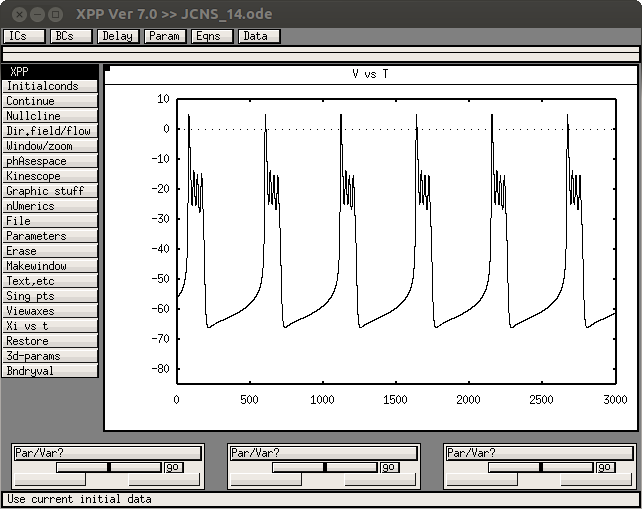 XPP Ver 7.0 >> JCNS_14.ode
ICs BCs Delay Param Eqns Data
XPP
Initialconds
Continue
Nullcline
Dir.field/flow
Window/zoom
phAsespace
Kinescope
Graphic stuff
nUmerics
File
Parameters
Erase
Makewindow
Text,etc
Sing pts
Viewaxes
Xi vs t
Restore
3d-params
Bndryval
V vs T
10
0
-10
-20
-30
-40
-50
-60
-70
-80
0 500 1000 1500 2000 2500 3000
Par/Var? Par/Var? Par/Var?
go go go
Use current initial data